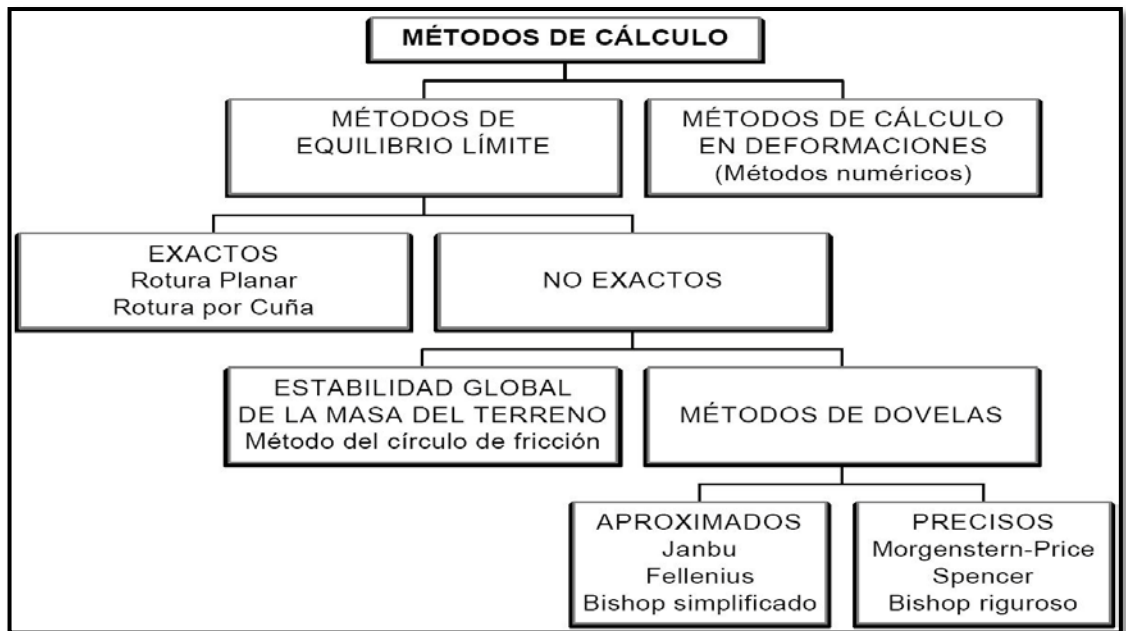 MÉTODOS DE CÁLCULO
MÉTODOS DE
EQUILIBRIO LÍMITE
MÉTODOS DE CÁLCULO
EN DEFORMACIONES
(Métodos numéricos)
EXACTOS
Rotura Planar
Rotura por Cuña
NO EXACTOS
ESTABILIDAD GLOBAL
DE LA MASA DEL TERRENO
Método del círculo de fricción
MÉTODOS DE DOVELAS
APROXIMADOS
Janbu
Fellenius
Bishop simplificado
PRECISOS
Morgenstern-Price
Spencer
Bishop riguroso